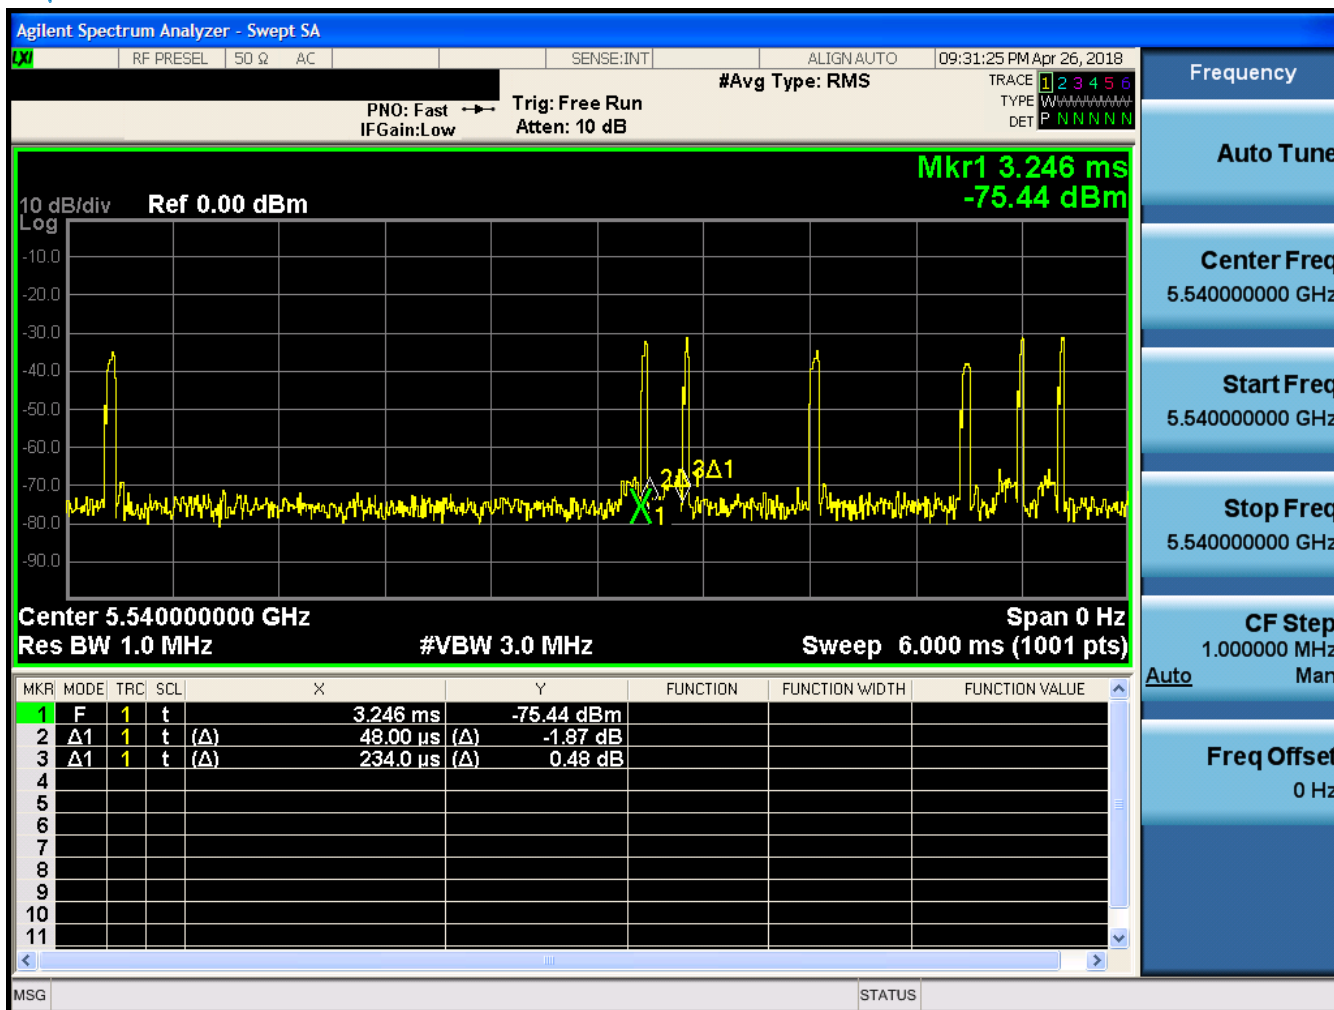 Agilent Spectrum Analyzer - Swept SA
LXI RF PRESEL 50 Ω AC SENSE:INT ALIGN AUTO 09:31:25 PM Apr 26, 2018
#Avg Type: RMS
TRACE 1 2 3 4 5 6
PNO: Fast Trig: Free Run
TYPE WWWWWW
IFGain:Low Atten: 10 dB
DET P N N N N N
Mkr1 3.246 ms
-75.44 dBm
10 dB/div Ref 0.00 dBm
Log
-10.0
-20.0
-30.0
-40.0
-50.0
-60.0
-70.0
-80.0
-90.0
2Δ1
3Δ1
1
Center 5.540000000 GHz Span 0 Hz
Res BW 1.0 MHz #VBW 3.0 MHz Sweep 6.000 ms (1001 pts)
MKR MODE TRC SCL X Y FUNCTION FUNCTION WIDTH FUNCTION VALUE
1 F 1 t 3.246 ms -75.44 dBm
2 Δ1 1 t (Δ) 48.00 µs (Δ) -1.87 dB
3 Δ1 1 t (Δ) 234.0 µs (Δ) 0.48 dB
4
5
6
7
8
9
10
11
MSG STATUS
Frequency
Auto Tune
Center Freq
5.540000000 GHz
Start Freq
5.540000000 GHz
Stop Freq
5.540000000 GHz
CF Step
1.000000 MHz
Auto Man
Freq Offset
0 Hz